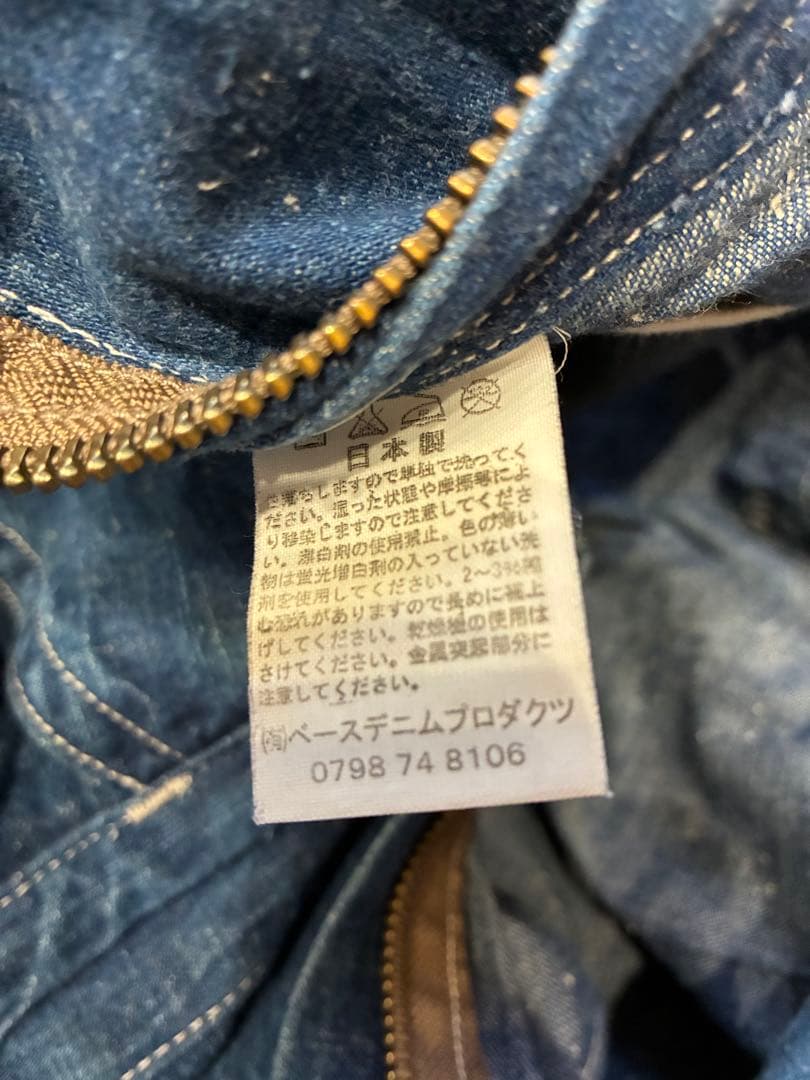 日本製
色落ちしますので単独で洗ってく
ださい。湿った状態や摩擦等によ
り移染しますので注意してくださ
い。漂白剤の使用禁止。色の薄い
物は蛍光増白剤の入っていない洗
剤を使用してください。2〜3%縮
む恐れがありますので長めに裾上
げしてください。乾燥機の使用は
さけてください。金属突起部分に
注意してください。
㈲ベースデニムプロダクツ
0798 74 8106